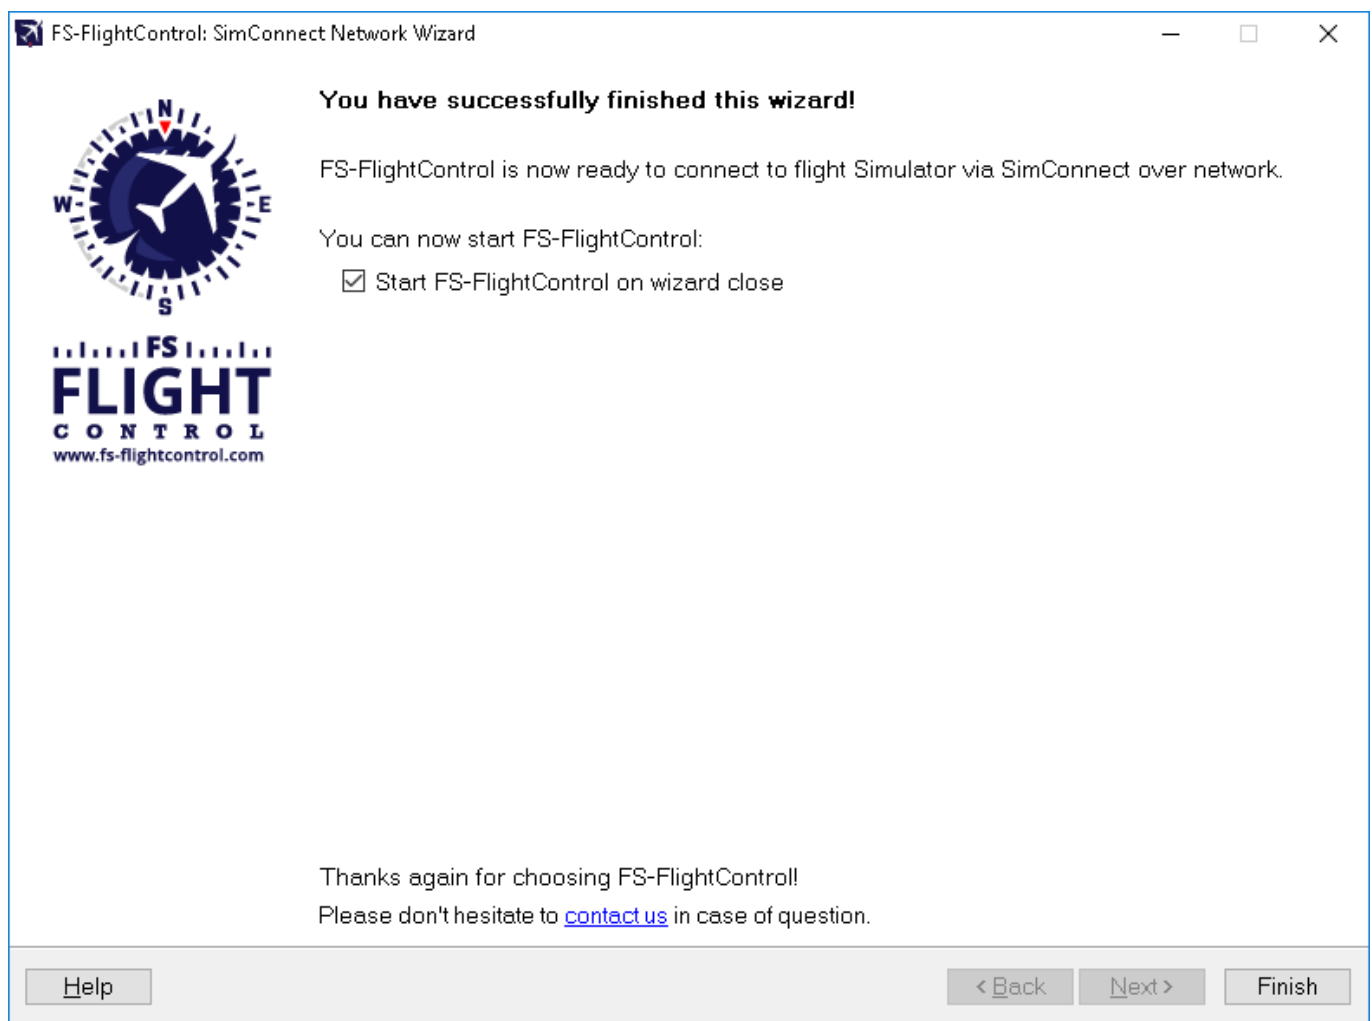 FS-FlightControl: SimConnect Network Wizard
You have successfully finished this wizard!
FS-FlightControl is now ready to connect to flight Simulator via SimConnect over network.
You can now start FS-FlightControl:
Start FS-FlightControl on wizard close
N
W
E
S
FS
FLIGHT
CONTROL
www.fs-flightcontrol.com
Thanks again for choosing FS-FlightControl!
Please don't hesitate to contact us in case of question.
Help
< Back
Next >
Finish